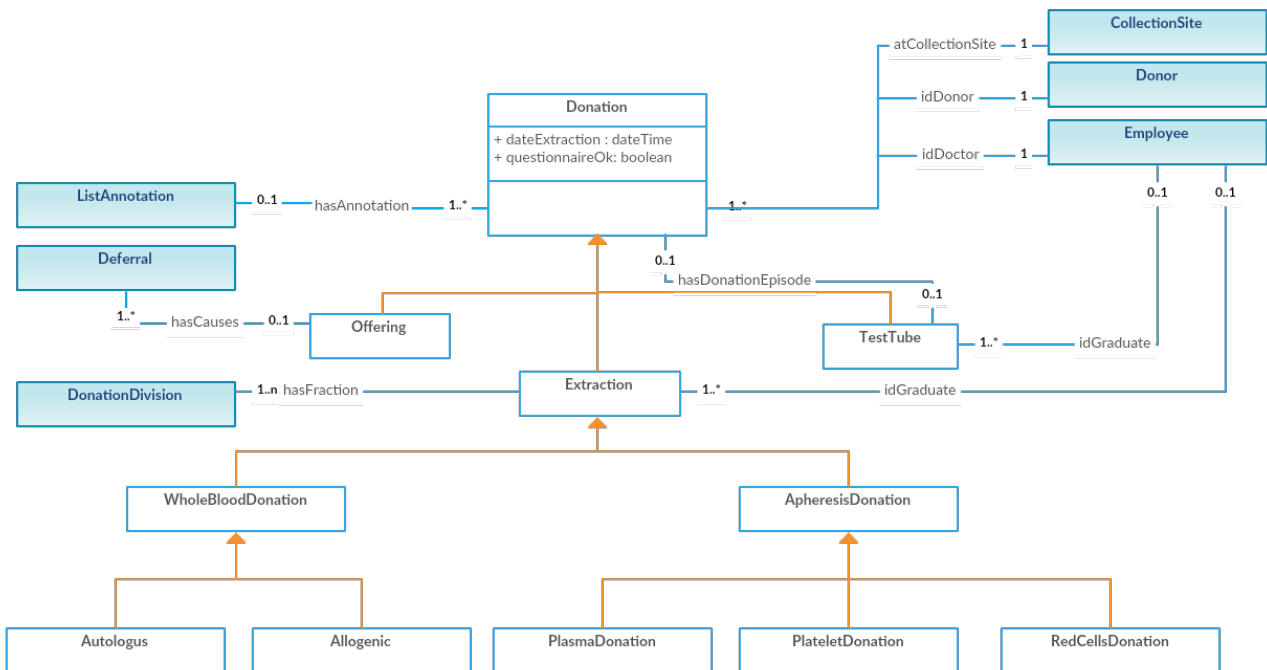 CollectionSite
atCollectionSite 1
Donor
idDonor 1
Donation
+ dateExtraction : dateTime
+ questionnaireOk: boolean
Employee
idDoctor 1
ListAnnotation
0..1 hasAnnotation 1..*
1..*
0..1 0..1
Deferral
0..1
hasDonationEpisode
0..1
1..* hasCauses 0..1
Offering
TestTube
1..* idGraduate
DonationDivision
1..n hasFraction
Extraction
1..* idGraduate
WholeBloodDonation
ApheresisDonation
Autologus
Allogenic
PlasmaDonation
PlateletDonation
RedCellsDonation